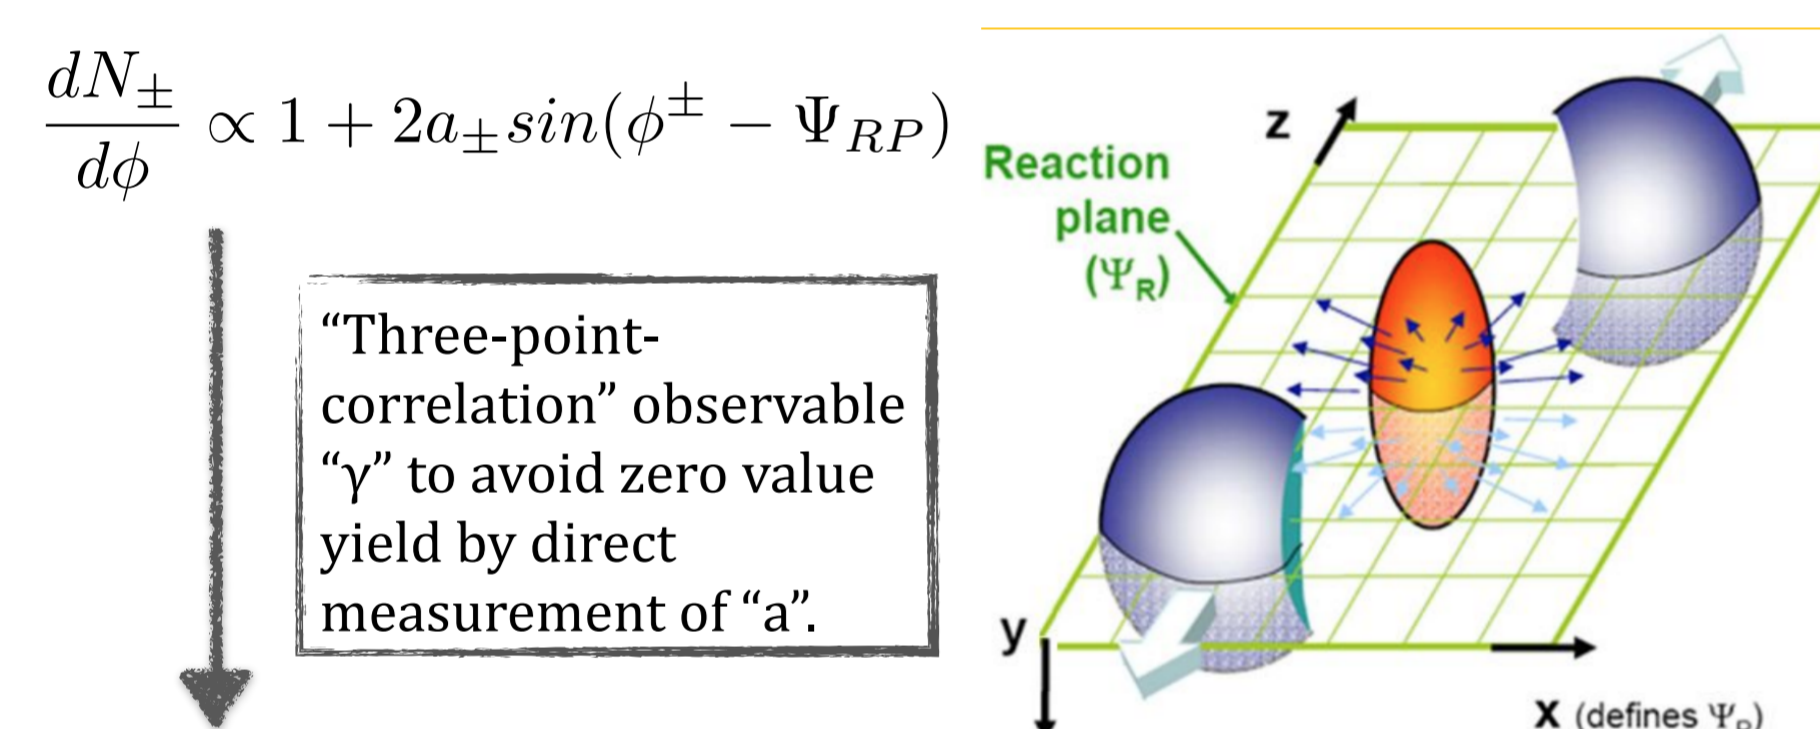 dN± / dφ ∝ 1 + 2a± sin(φ± − Ψ RP)
“Three-point-
correlation” observable
“γ” to avoid zero value
yield by direct
measurement of “a”.
z
Reaction
plane
(ΨR)
y
x (defines ΨR)